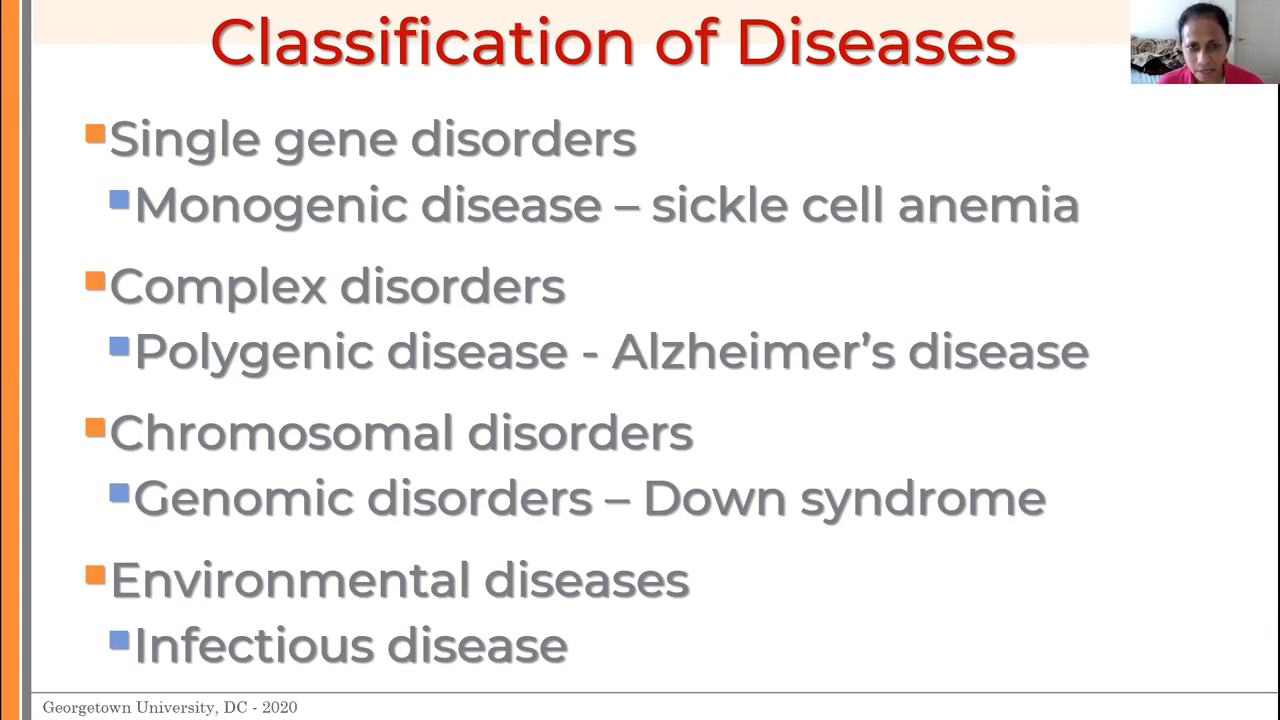 Classification of Diseases
Single gene disorders
Monogenic disease – sickle cell anemia
Complex disorders
Polygenic disease - Alzheimer’s disease
Chromosomal disorders
Genomic disorders – Down syndrome
Environmental diseases
Infectious disease
Georgetown University, DC - 2020